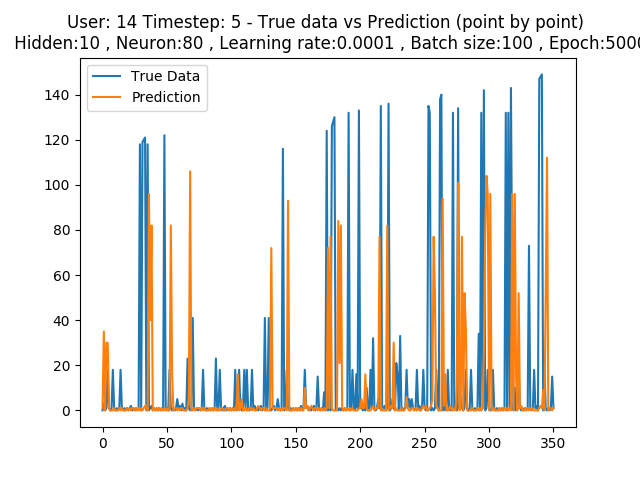 User: 14 Timestep: 5 - True data vs Prediction (point by point)
Hidden:10 , Neuron:80 , Learning rate:0.0001 , Batch size:100 , Epoch:5000
True Data
Prediction
140
120
100
80
60
40
20
0
0 50 100 150 200 250 300 350